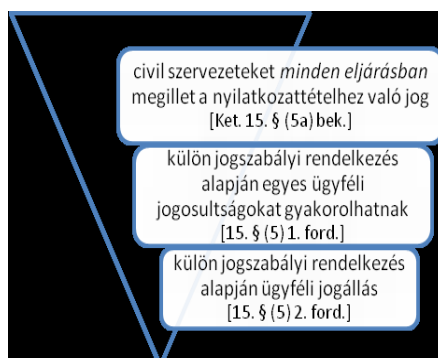 civil szervezeteket minden eljárásban
megillet a nyilatkozattételhez való jog
[Ket. 15. § (5a) bek.]
külön jogszabályi rendelkezés
alapján egyes ügyféli
jogosultságokat gyakorolhatnak
[15. § (5) 1. ford.]
külön jogszabályi rendelkezés
alapján ügyféli jogállás
[15. § (5) 2. ford.]